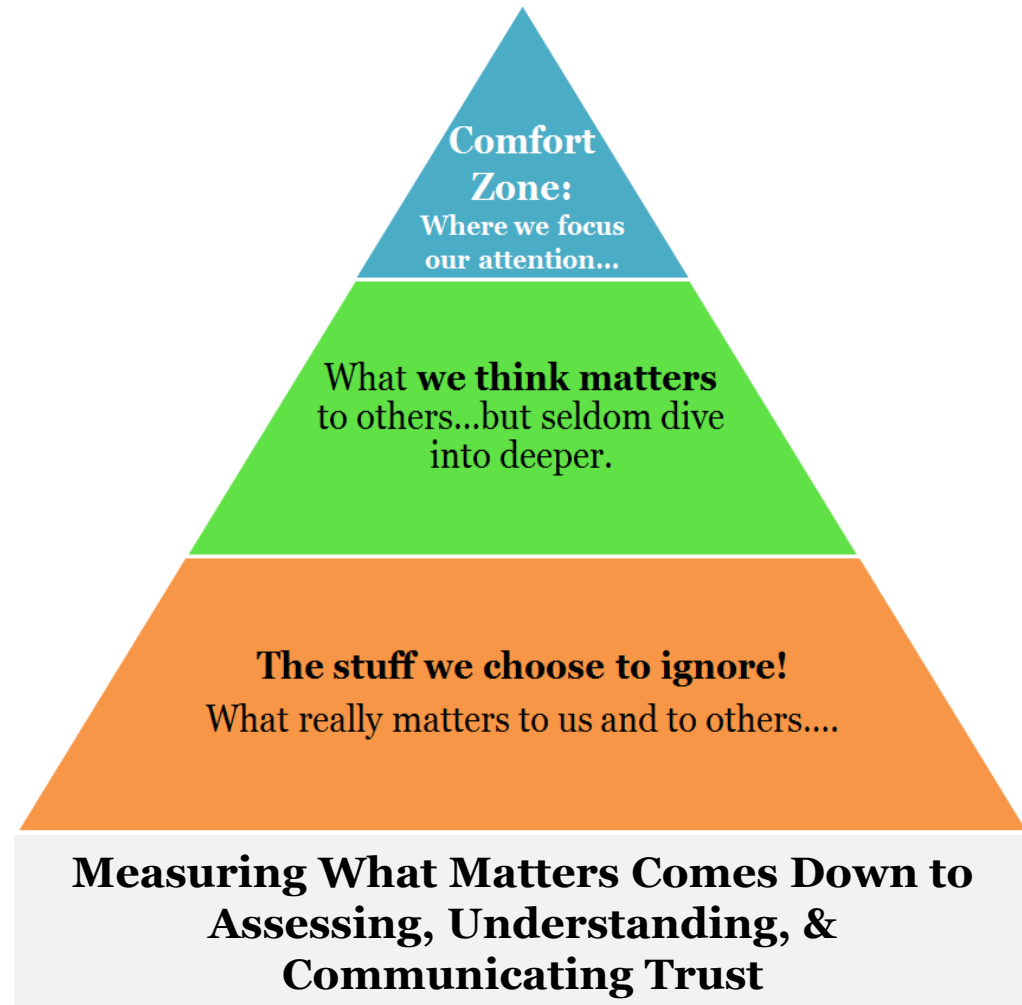 Comfort
Zone:
Where we focus
our attention...
What we think matters
to others...but seldom dive
into deeper.
The stuff we choose to ignore!
What really matters to us and to others....
Measuring What Matters Comes Down to
Assessing, Understanding, &
Communicating Trust